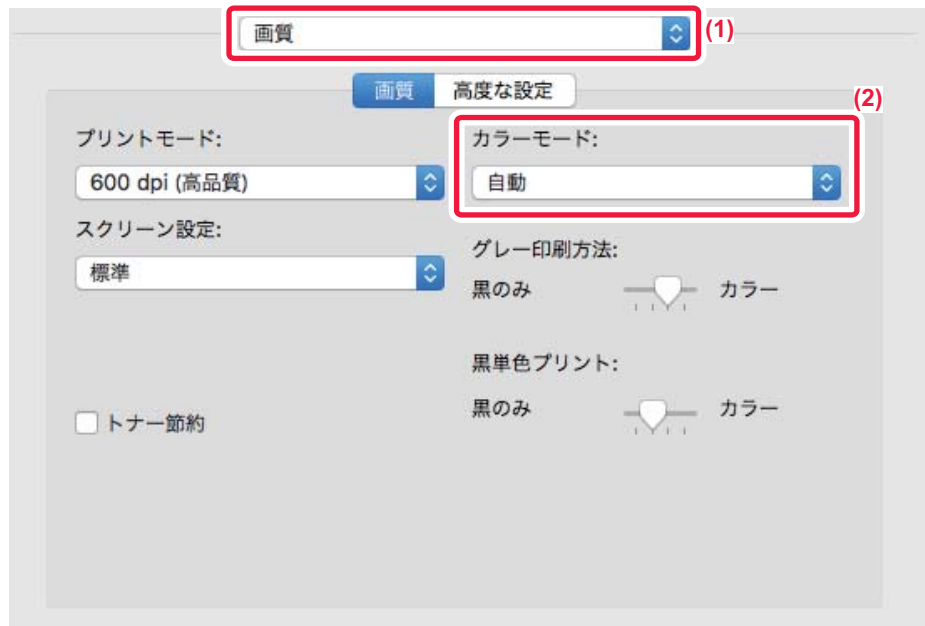 画質
(1)
画質 高度な設定
(2)
プリントモード:
600 dpi (高品質)
スクリーン設定:
標準
トナー節約
カラーモード:
自動
グレー印刷方法:
黒のみ カラー
黒単色プリント:
黒のみ カラー